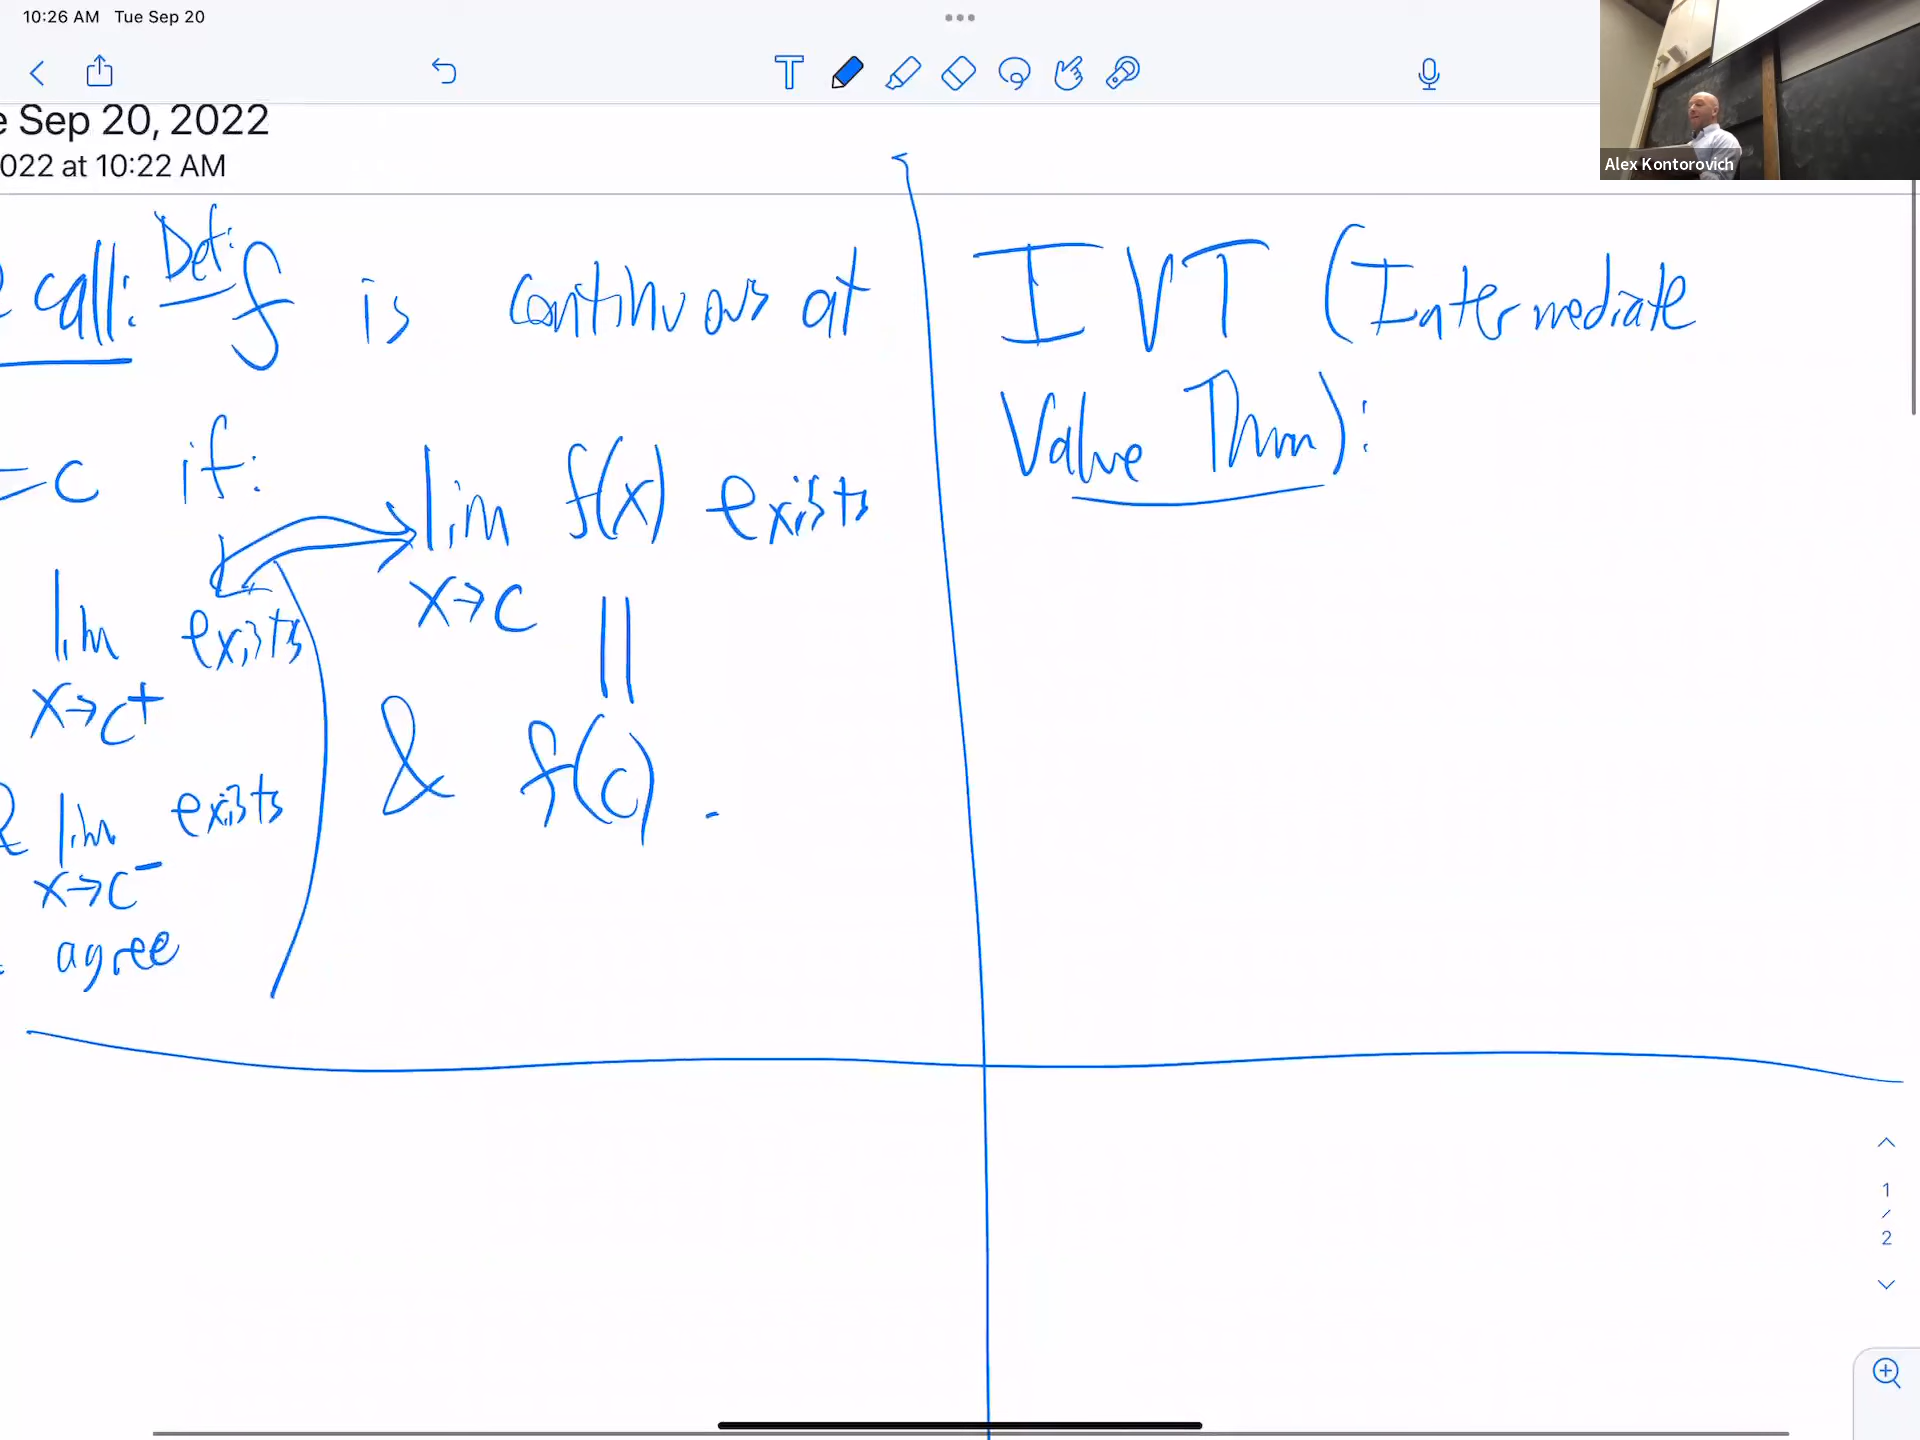 10:26 AM Tue Sep 20
Alex Kontorovich
e Sep 20, 2022
022 at 10:22 AM
call: Def: f is continuous at
=c if:
lim f(x) exists
x→c
||
& f(c).
lim exists
x→c+
& lim exists
x→c-
agree
IVT (Intermediate
Value Thm):
1
/
2